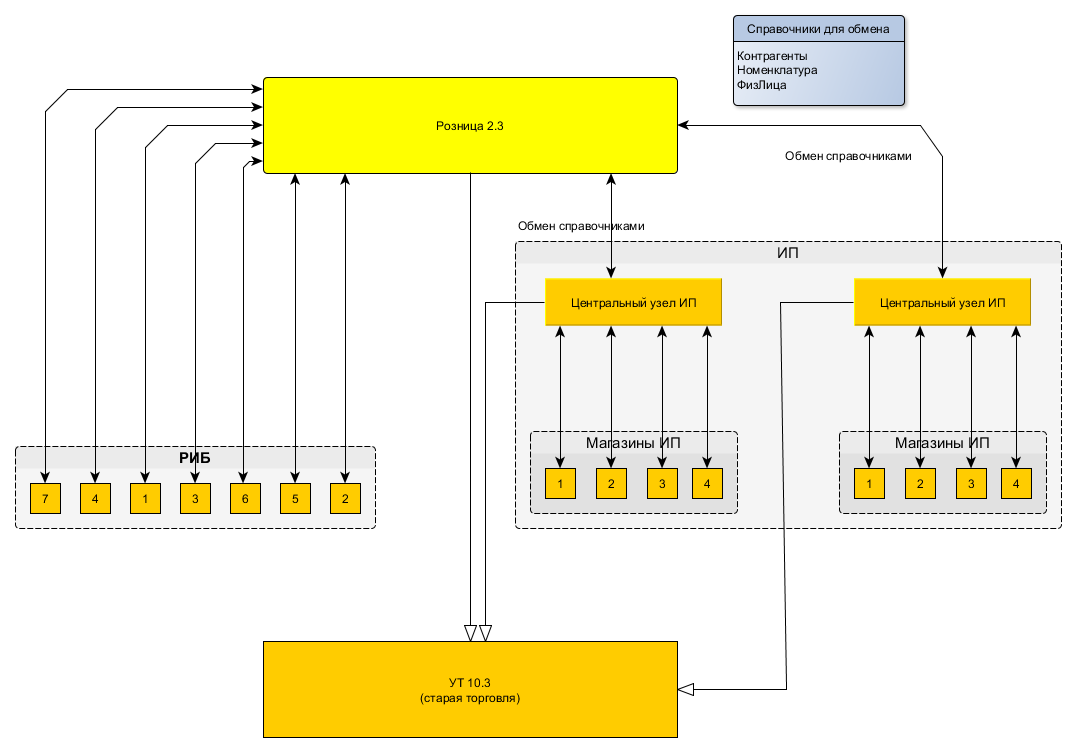 Справочники для обмена
Контрагенты
Номенклатура
ФизЛица
Розница 2.3
Обмен справочниками
Обмен справочниками
ИП
Центральный узел ИП
Центральный узел ИП
Магазины ИП
Магазины ИП
РИБ
1
2
3
4
1
2
3
4
7
4
1
3
6
5
2
УТ 10.3
(старая торговля)